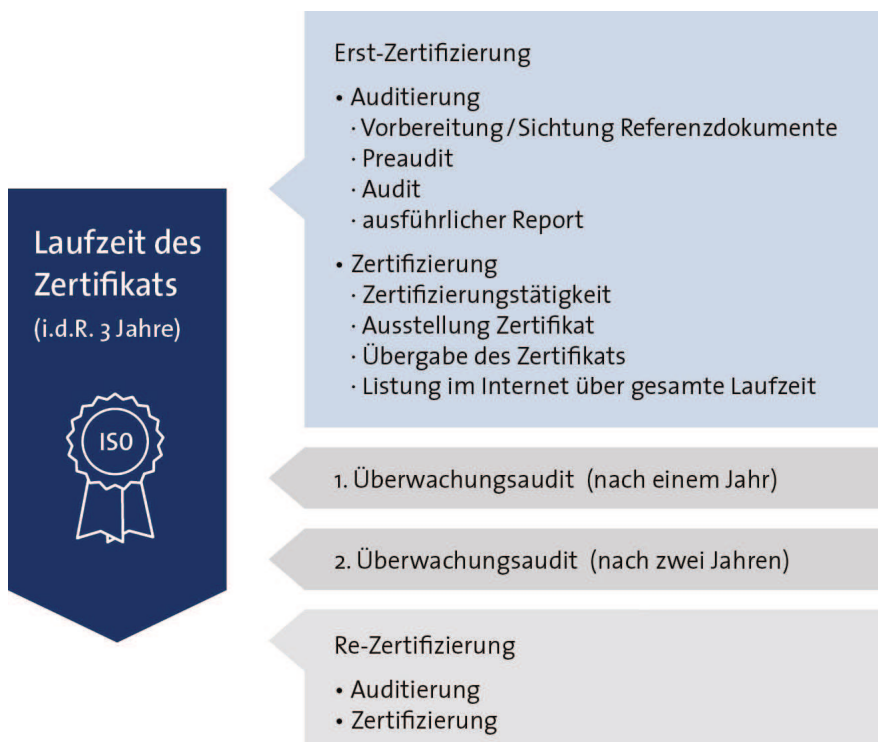 Laufzeit des
Zertifikats
(i.d.R. 3 Jahre)
ISO
Erst-Zertifizierung
• Auditierung
· Vorbereitung/Sichtung Referenzdokumente
· Preaudit
· Audit
· ausführlicher Report
• Zertifizierung
· Zertifizierungstätigkeit
· Ausstellung Zertifikat
· Übergabe des Zertifikats
· Listung im Internet über gesamte Laufzeit
1. Überwachungsaudit (nach einem Jahr)
2. Überwachungsaudit (nach zwei Jahren)
Re-Zertifizierung
• Auditierung
• Zertifizierung